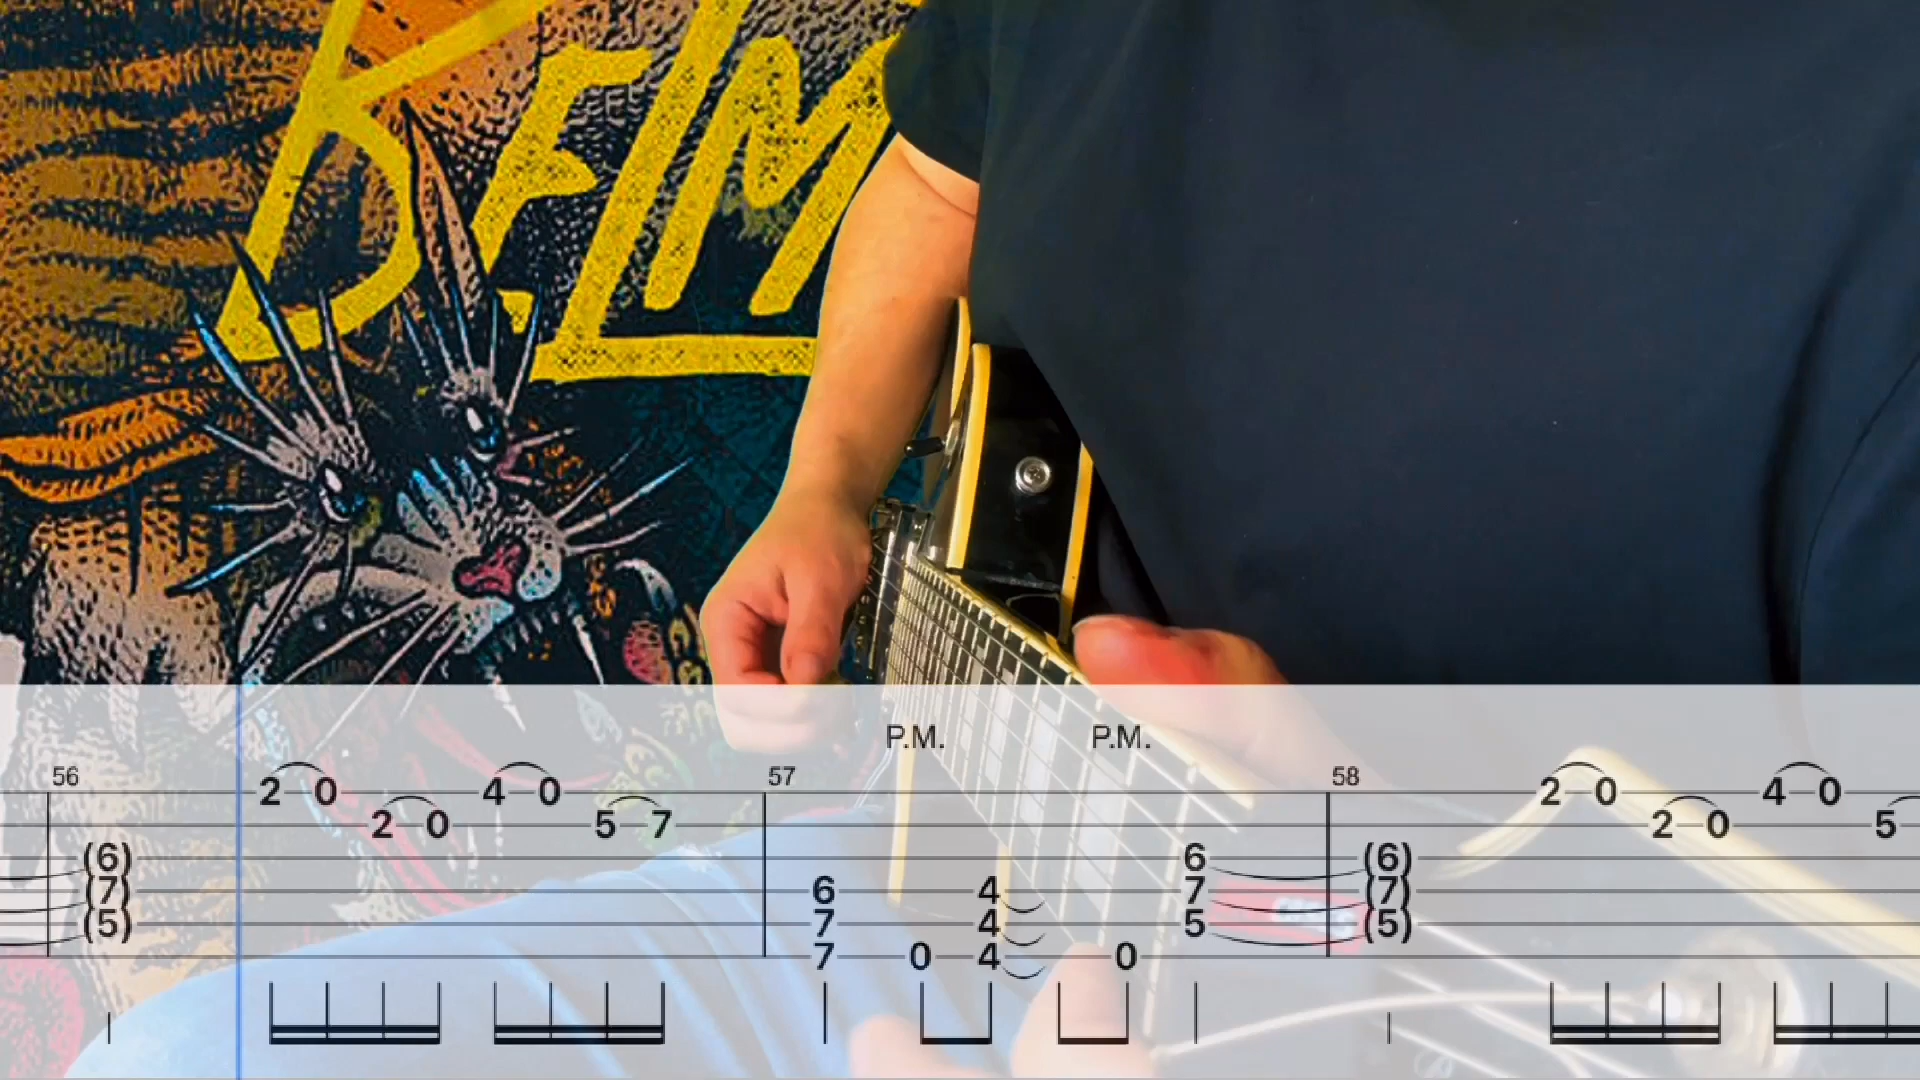 BELM
P.M. P.M.
56 57 58
2 0 4 0 2 0 4 0
2 0 5 7 2 0 5
(6) 6 (6)
(7) 6 4 7 (7)
(5) 7 4 5 (5)
7 0 4 0